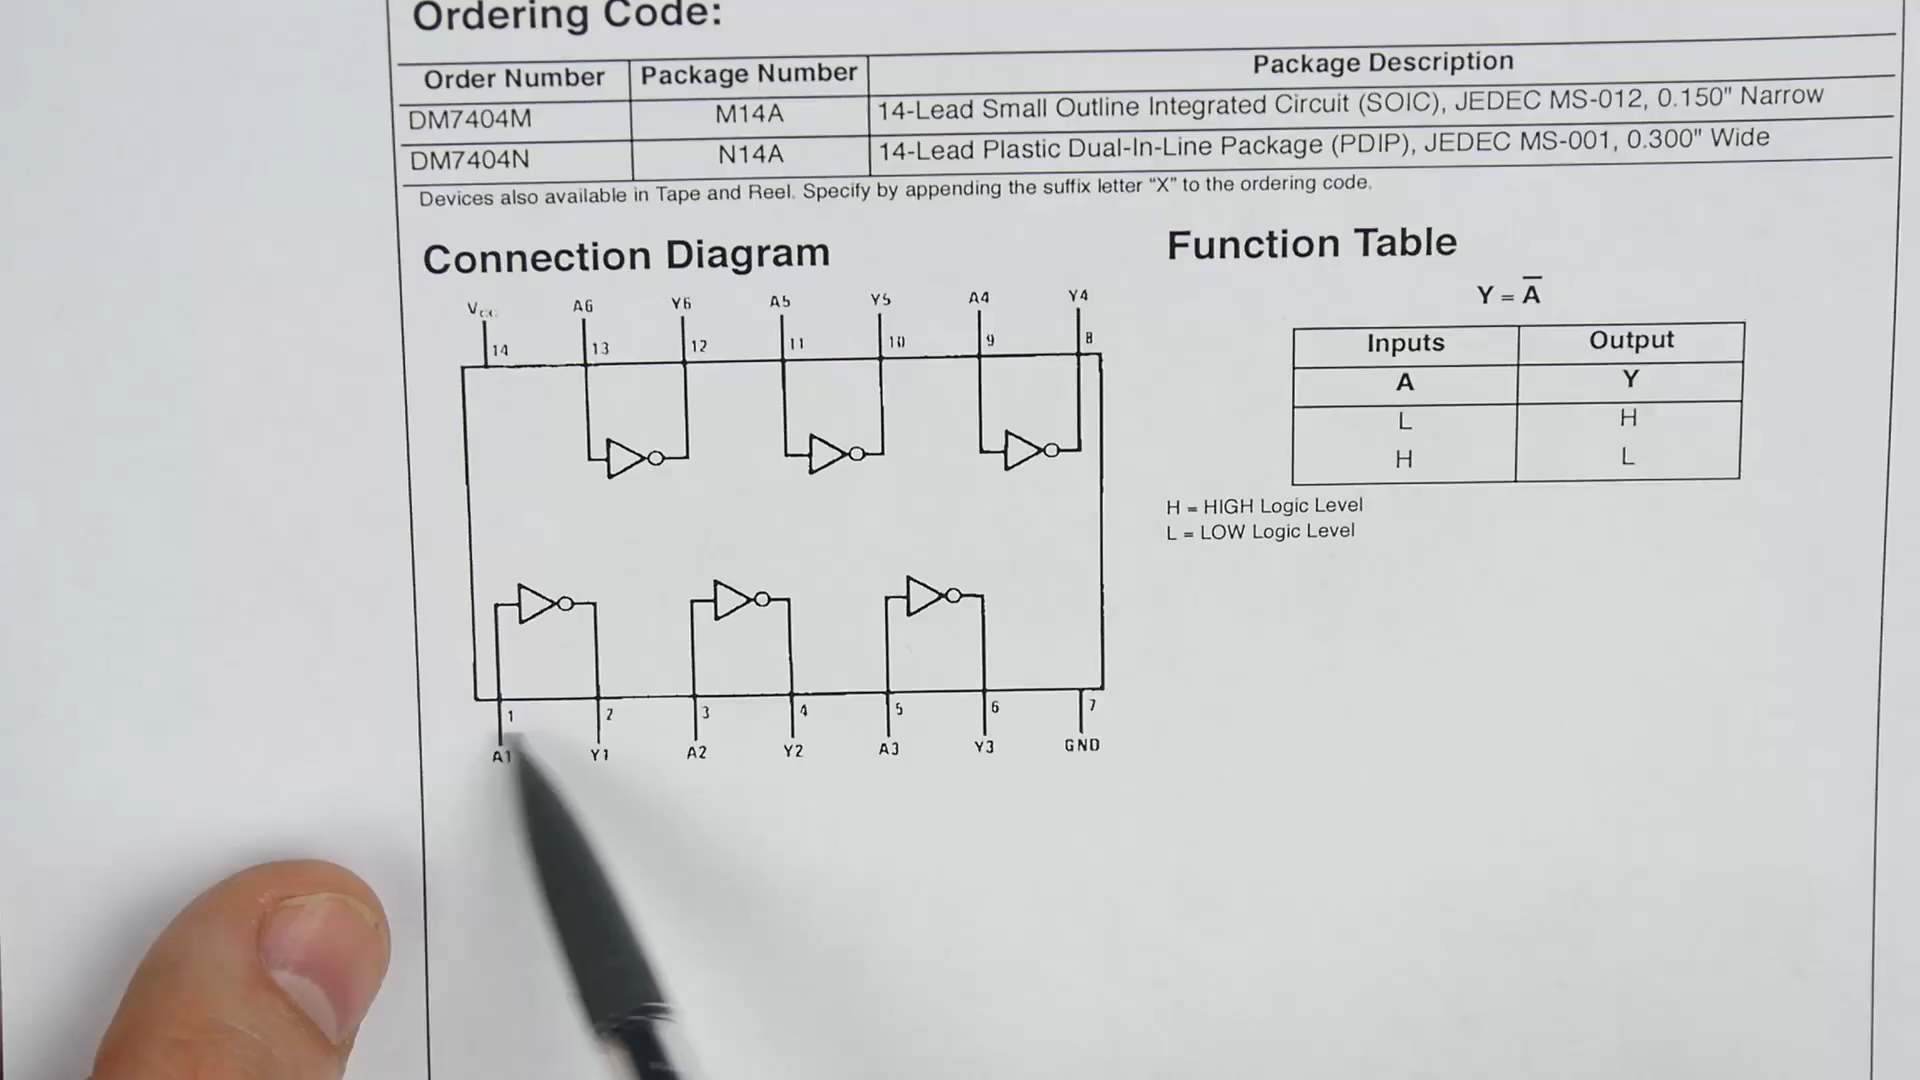 Ordering Code:
Order Number Package Number Package Description
DM7404M M14A 14-Lead Small Outline Integrated Circuit (SOIC), JEDEC MS-012, 0.150" Narrow
DM7404N N14A 14-Lead Plastic Dual-In-Line Package (PDIP), JEDEC MS-001, 0.300" Wide
Devices also available in Tape and Reel. Specify by appending the suffix letter “X” to the ordering code.
Connection Diagram
VCC A6 Y6 A5 Y5 A4 Y4
14 13 12 11 10 9 8
1 2 3 4 5 6 7
A1 Y1 A2 Y2 A3 Y3 GND
Function Table
Y = A̅
Inputs Output
A Y
L H
H L
H = HIGH Logic Level
L = LOW Logic Level